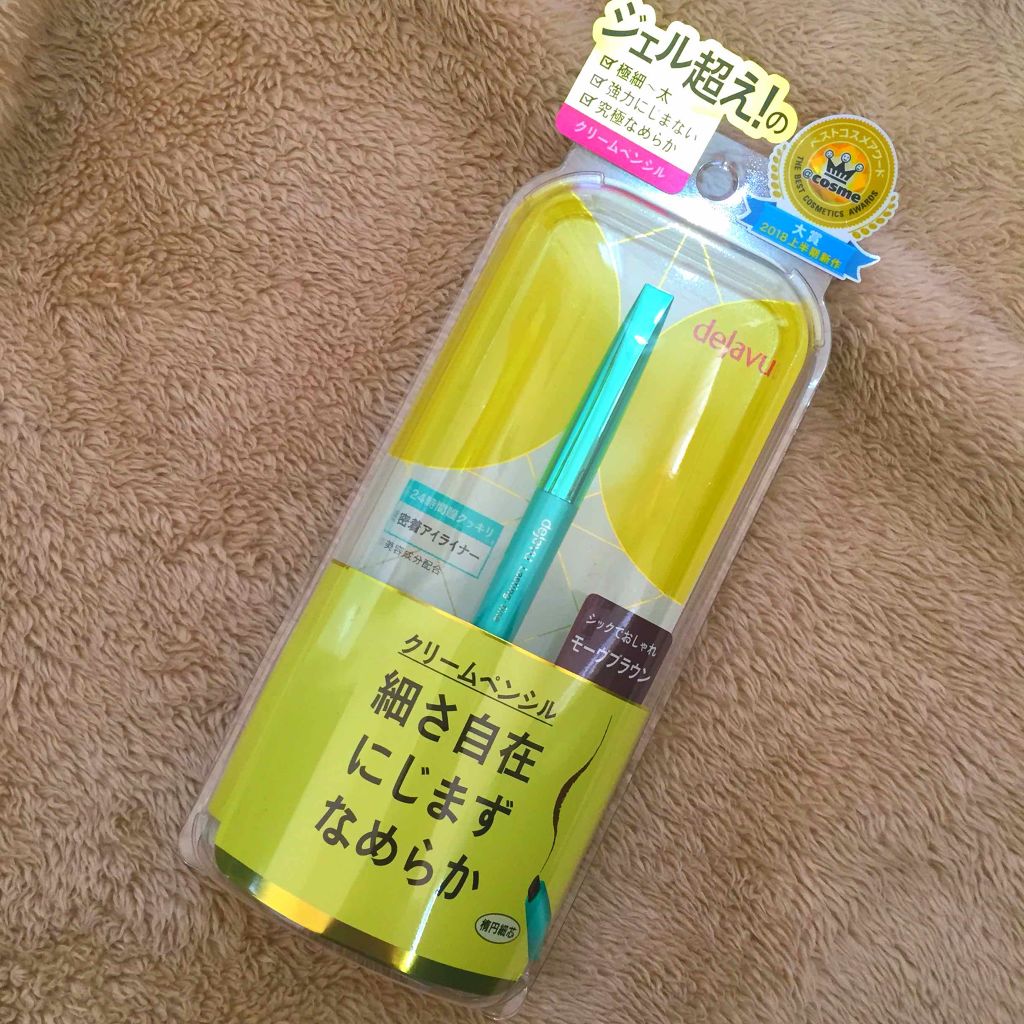 ジェル超え!の
極細~太
強力にじまない
究極なめらか
クリームペンシル
ベストコスメアワード
@cosme
THE BEST COSMETICS AWARDS
大賞
2018上半期新作
dejavu
24時間超クッキリ
密着アイライナー
美容成分配合
dejavu
シックでおしゃれ
モーヴブラウン
クリームペンシル
細さ自在
にじまず
なめらか
楕円細芯